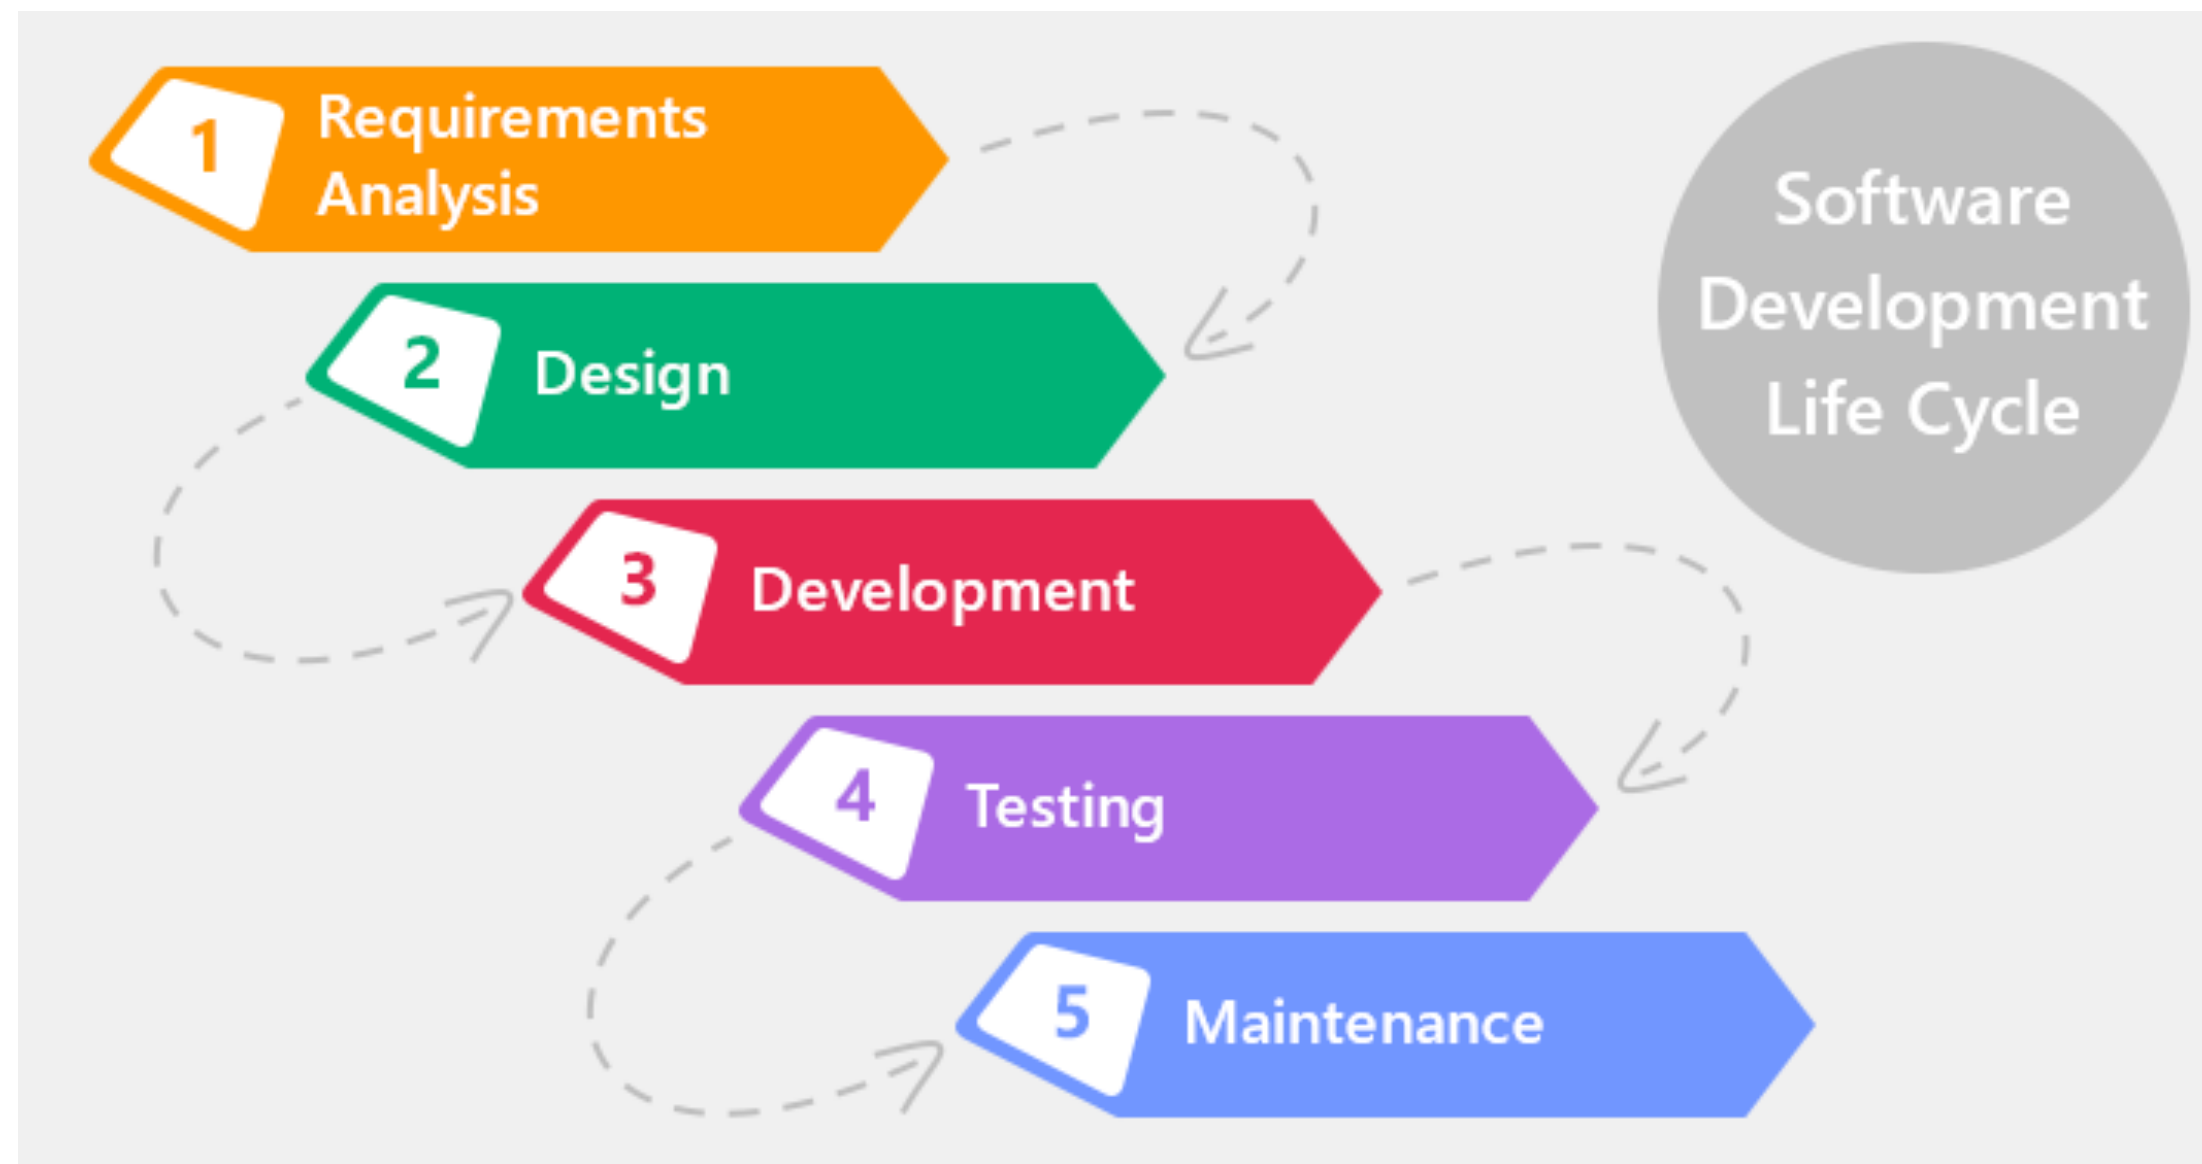 1
Requirements
Analysis
2
Design
3
Development
4
Testing
5
Maintenance
Software
Development
Life Cycle